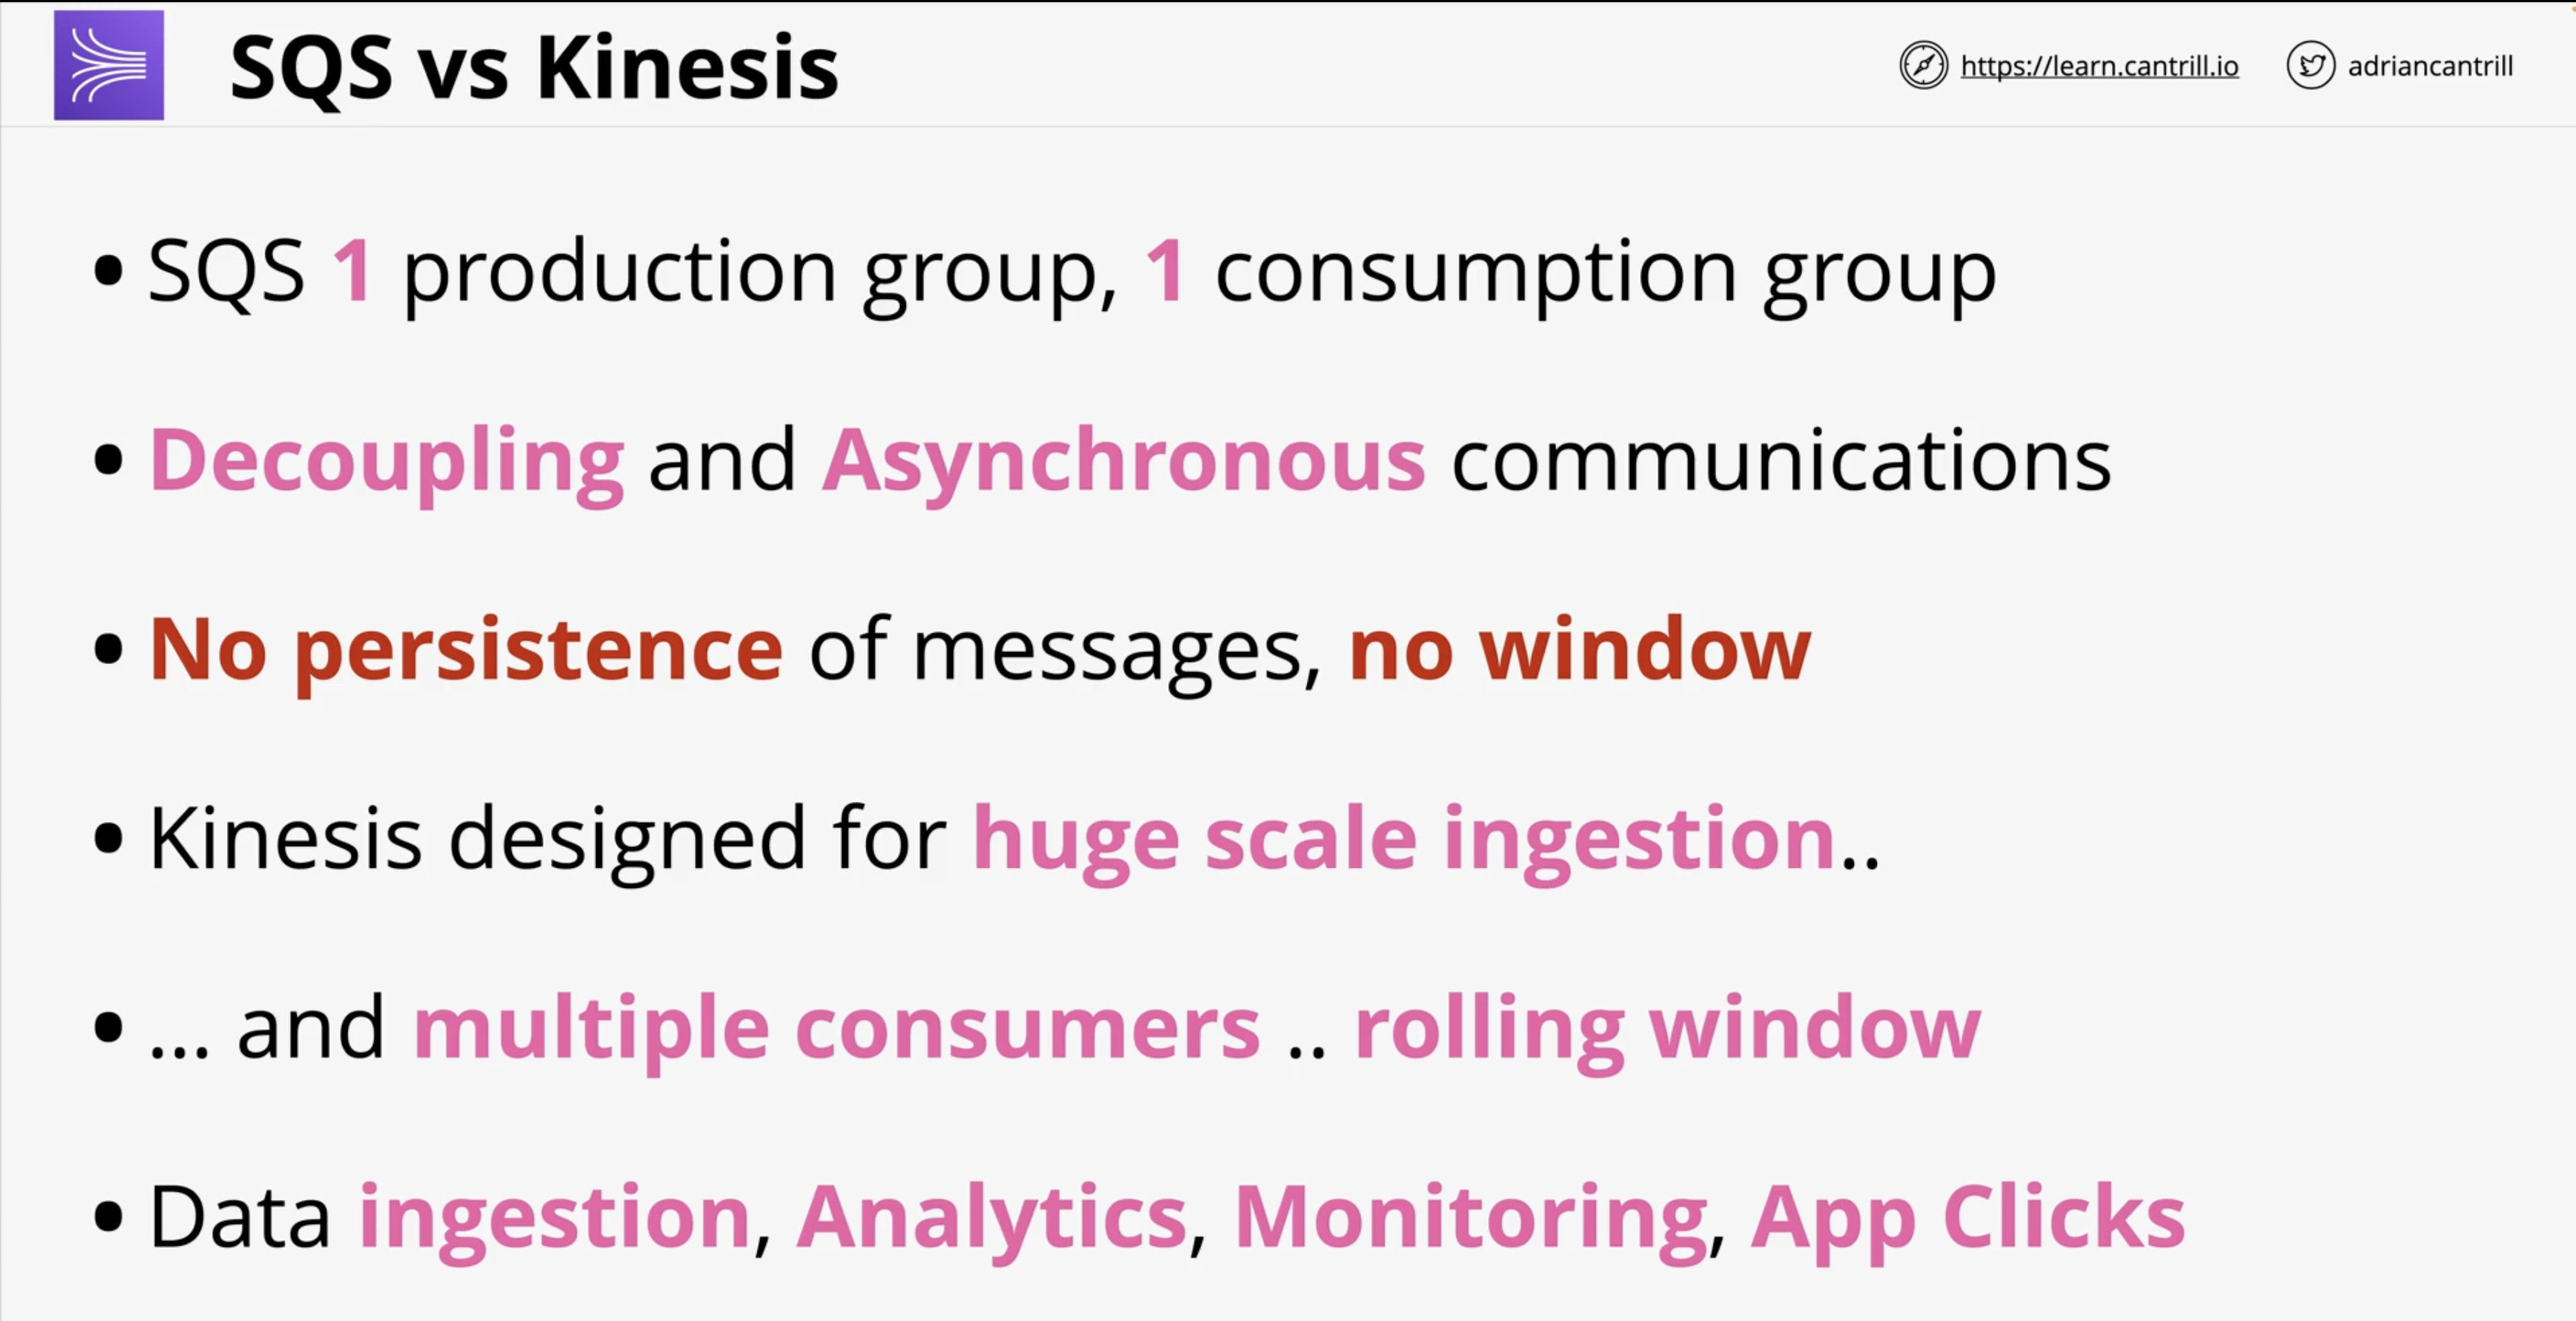 SQS vs Kinesis
https://learn.cantrill.io
adriancantrill
• SQS 1 production group, 1 consumption group
• Decoupling and Asynchronous communications
• No persistence of messages, no window
• Kinesis designed for huge scale ingestion..
• ... and multiple consumers .. rolling window
• Data ingestion, Analytics, Monitoring, App Clicks